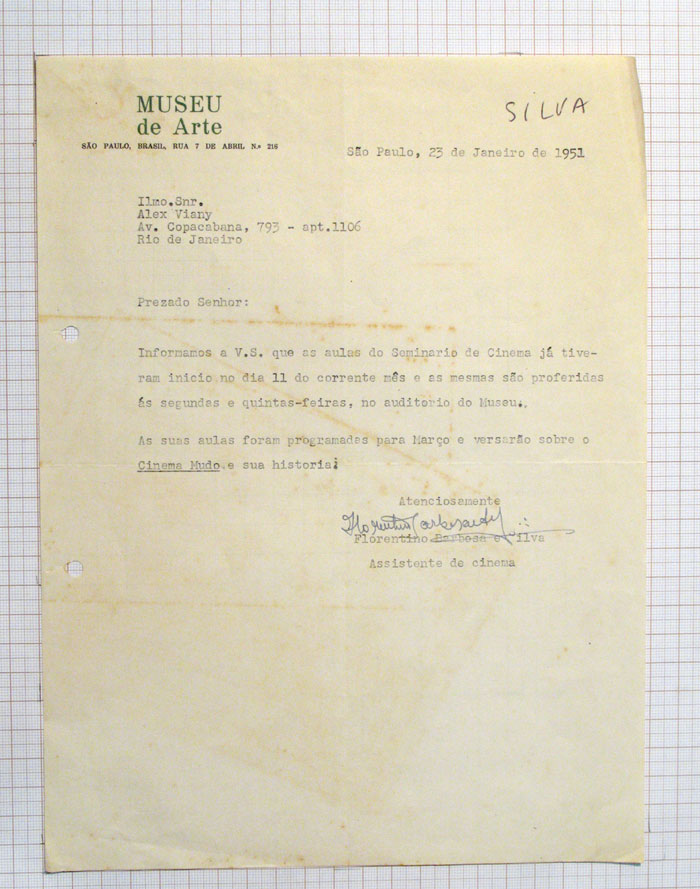 MUSEU
de Arte
SÃO PAULO, BRASIL, RUA 7 DE ABRIL N.º 216
SILVA
São Paulo, 23 de Janeiro de 1951
Ilmo.Snr.
Alex Viany
Av. Copacabana, 793 - apt.1106
Rio de Janeiro
Prezado Senhor:
Informamos a V.S. que as aulas do Seminario de Cinema já tive-
ram inicio no dia 11 do corrente mês e as mesmas são proferidas
ás segundas e quintas-feiras, no auditorio do Museu.
As suas aulas foram programadas para Março e versarão sobre o
Cinema Mudo e sua historia.
Atenciosamente
Florentino Barbosa e Silva
Assistente de cinema